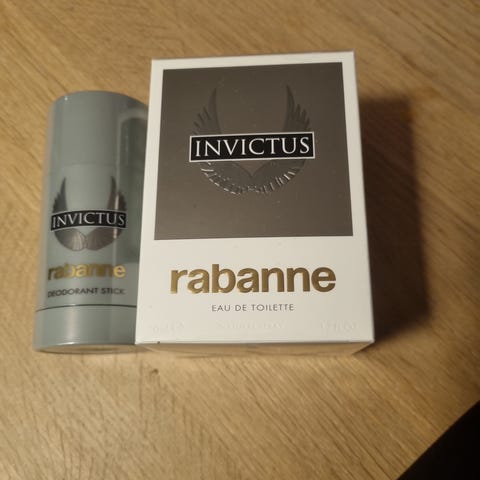 INVICTUS
rabanne
DEODORANT STICK
INVICTUS
rabanne
EAU DE TOILETTE